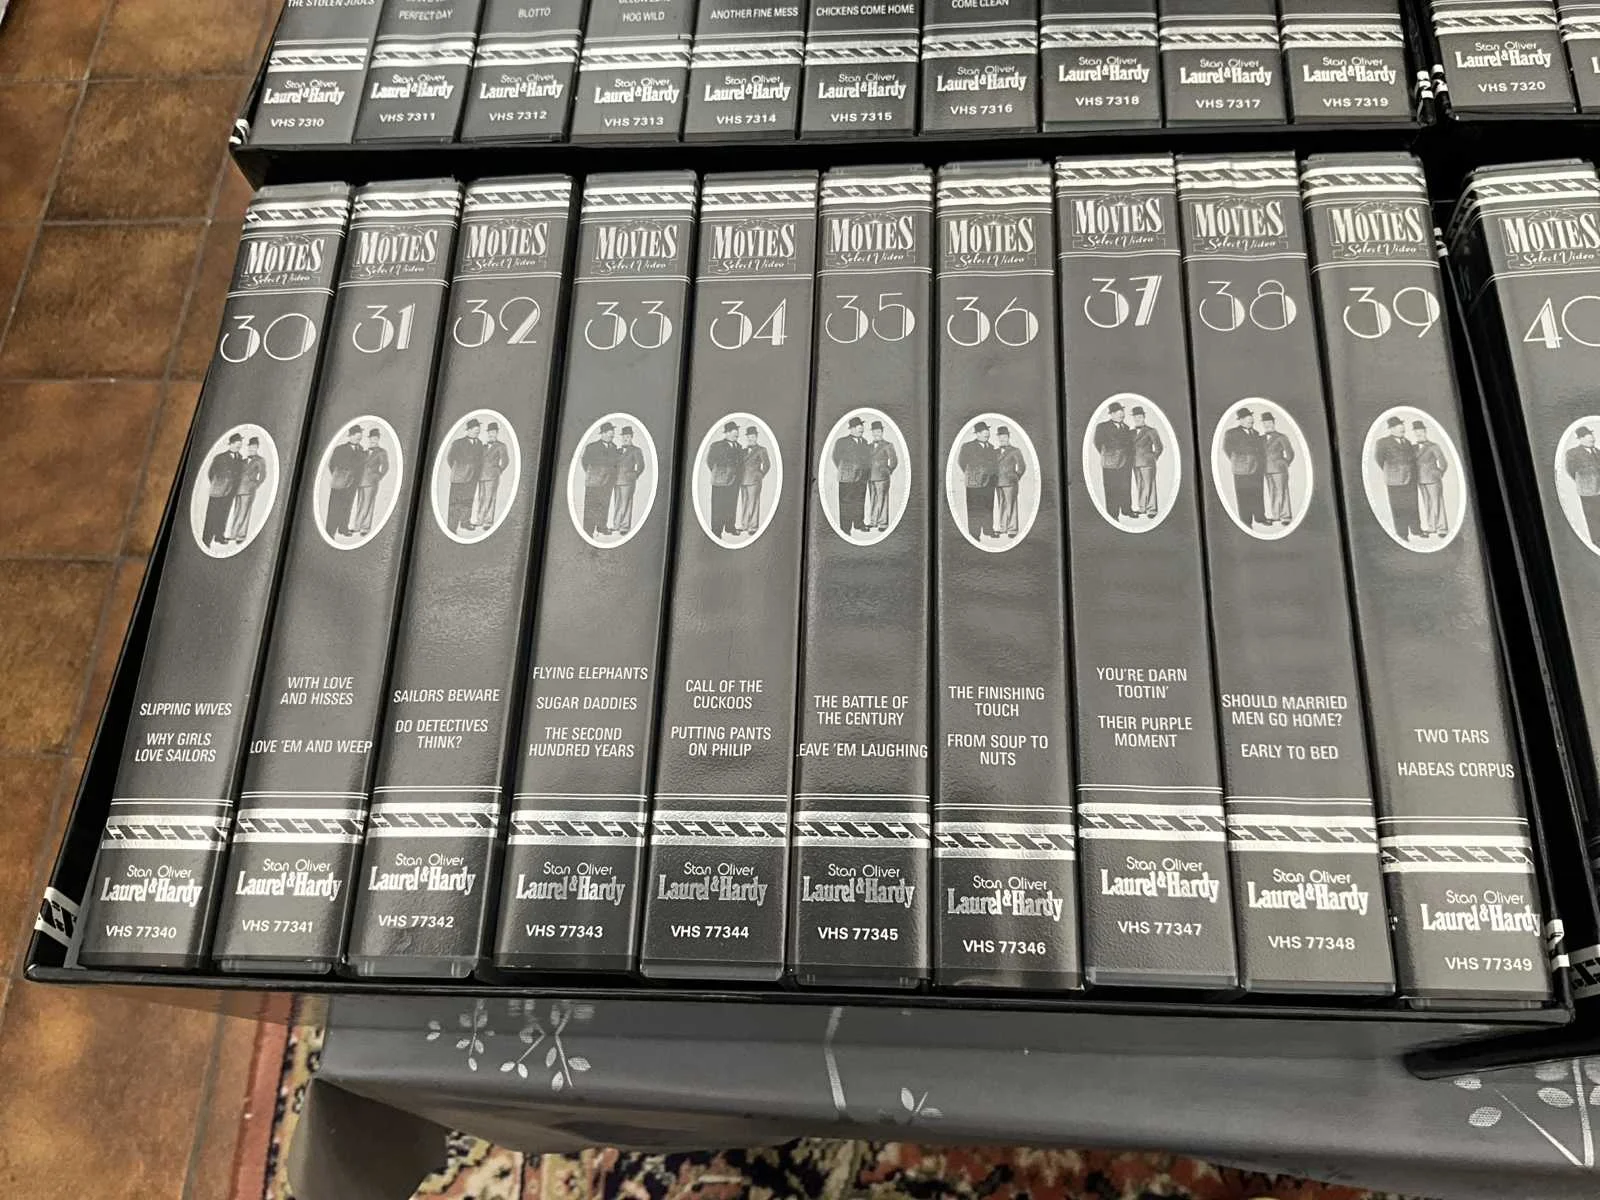 THE STOLEN JOOLS
Stan Oliver
Laurel & Hardy
VHS 7310
PERFECT DAY
Stan Oliver
Laurel & Hardy
VHS 7311
BLOTTO
Stan Oliver
Laurel & Hardy
VHS 7312
HOG WILD
Stan Oliver
Laurel & Hardy
VHS 7313
ANOTHER FINE MESS
Stan Oliver
Laurel & Hardy
VHS 7314
CHICKENS COME HOME
Stan Oliver
Laurel & Hardy
VHS 7315
COME CLEAN
Stan Oliver
Laurel & Hardy
VHS 7316
Stan Oliver
Laurel & Hardy
VHS 7318
Stan Oliver
Laurel & Hardy
VHS 7317
Stan Oliver
Laurel & Hardy
VHS 7319
Stan Oliver
Laurel & Hardy
VHS 7320
MOVIES
Select Video
30
SLIPPING WIVES
WHY GIRLS
LOVE SAILORS
Stan Oliver
Laurel & Hardy
VHS 77340
MOVIES
Select Video
31
WITH LOVE
AND HISSES
LOVE 'EM AND WEEP
Stan Oliver
Laurel & Hardy
VHS 77341
MOVIES
Select Video
32
SAILORS BEWARE
DO DETECTIVES
THINK?
Stan Oliver
Laurel & Hardy
VHS 77342
MOVIES
Select Video
33
FLYING ELEPHANTS
SUGAR DADDIES
THE SECOND
HUNDRED YEARS
Stan Oliver
Laurel & Hardy
VHS 77343
MOVIES
Select Video
34
CALL OF THE
CUCKOOS
PUTTING PANTS
ON PHILIP
Stan Oliver
Laurel & Hardy
VHS 77344
MOVIES
Select Video
35
THE BATTLE OF
THE CENTURY
EAVE 'EM LAUGHING
Stan Oliver
Laurel & Hardy
VHS 77345
MOVIES
Select Video
36
THE FINISHING
TOUCH
FROM SOUP TO
NUTS
Stan Oliver
Laurel & Hardy
VHS 77346
MOVIES
Select Video
37
YOU'RE DARN
TOOTIN'
THEIR PURPLE
MOMENT
Stan Oliver
Laurel & Hardy
VHS 77347
MOVIES
Select Video
38
SHOULD MARRIED
MEN GO HOME?
EARLY TO BED
Stan Oliver
Laurel & Hardy
VHS 77348
MOVIES
Select Video
39
TWO TARS
HABEAS CORPUS
Stan Oliver
Laurel & Hardy
VHS 77349
MOVIES
Select Video
40